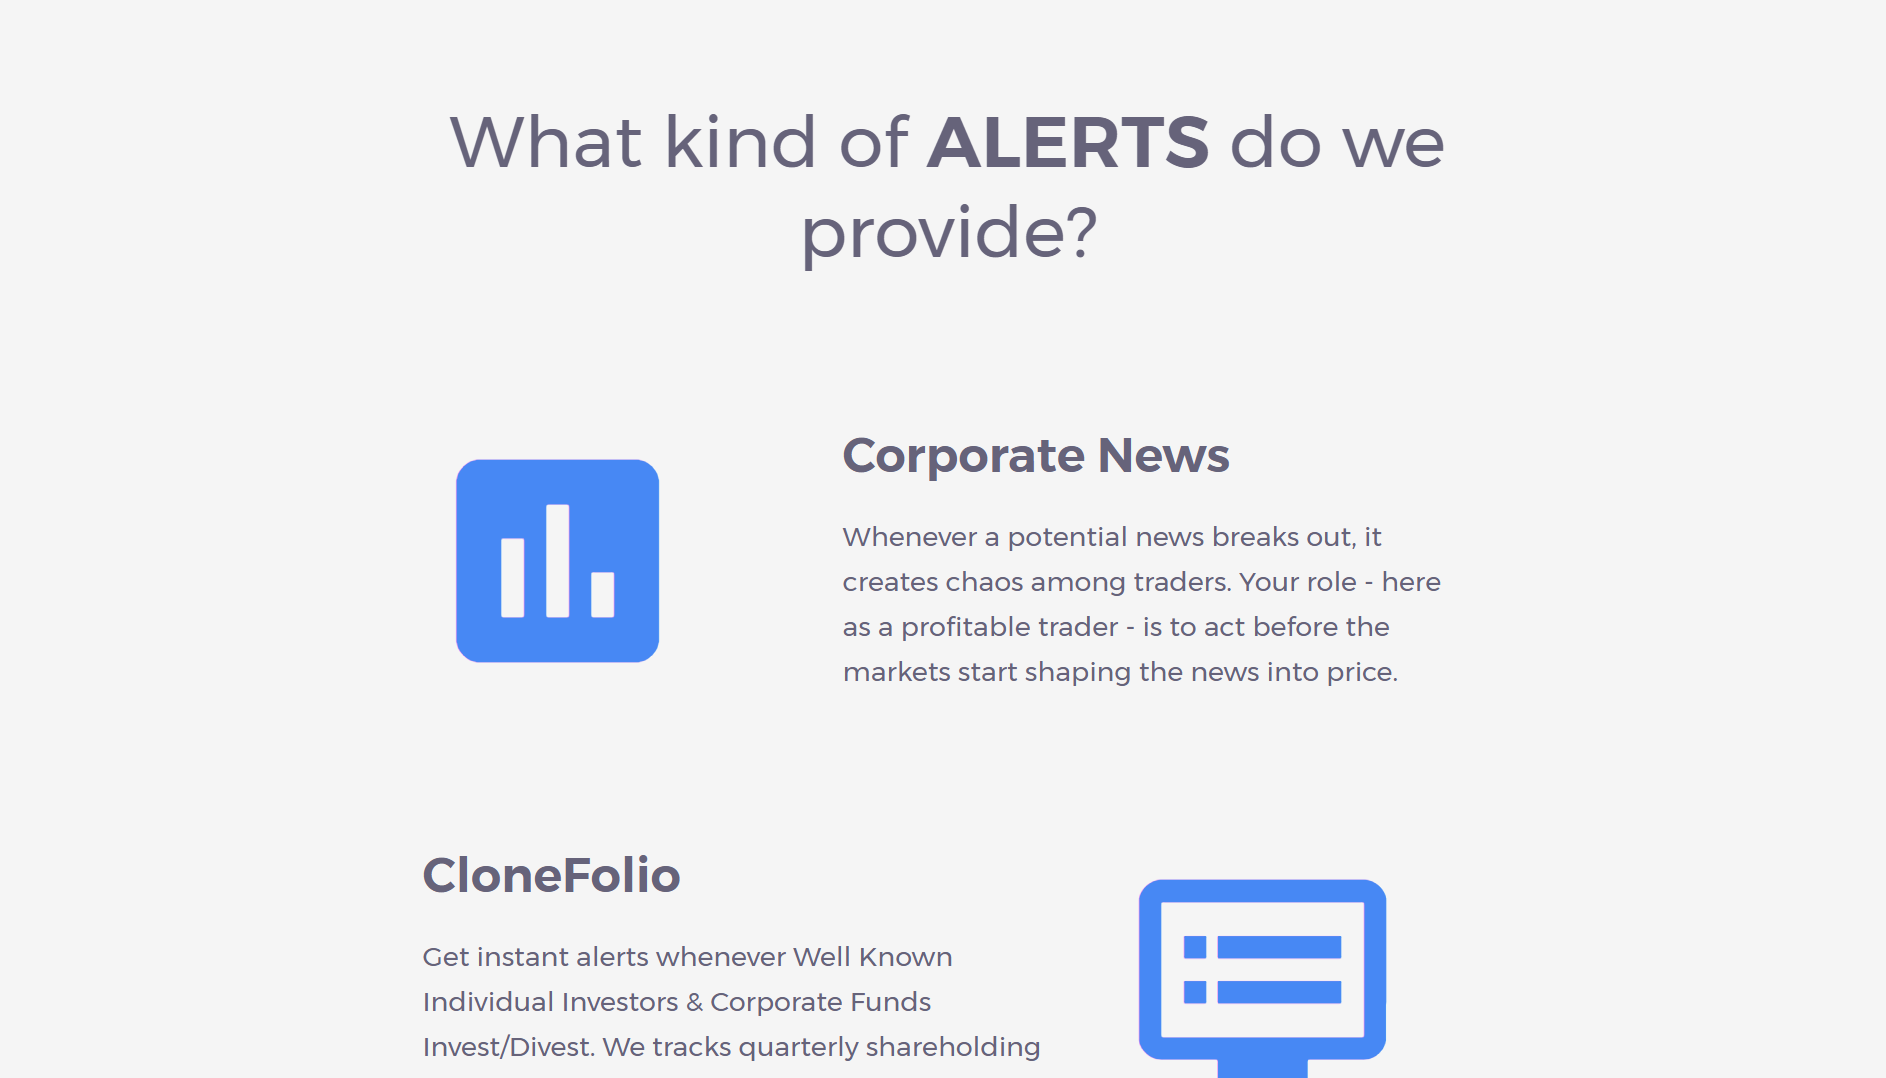 What kind of ALERTS do we
provide?
Corporate News
Whenever a potential news breaks out, it
creates chaos among traders. Your role - here
as a profitable trader - is to act before the
markets start shaping the news into price.
CloneFolio
Get instant alerts whenever Well Known
Individual Investors & Corporate Funds
Invest/Divest. We tracks quarterly shareholding